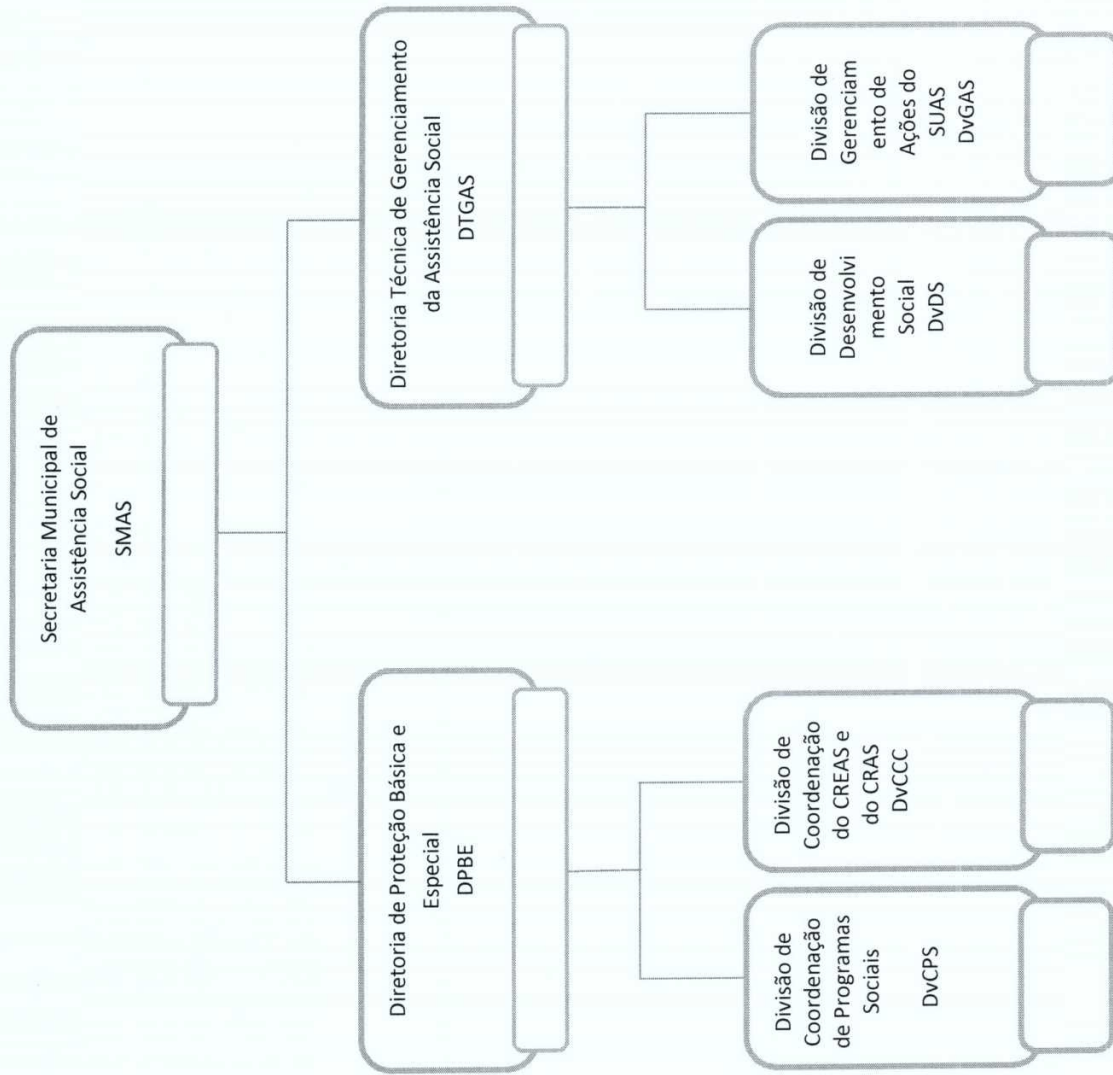 Secretaria Municipal de
Assistência Social
SMAS
Diretoria de Proteção Básica e
Especial
DPBE
Diretoria Técnica de Gerenciamento
da Assistência Social
DTGAS
Divisão de
Coordenação
de Programas
Sociais
DvCPS
Divisão de
Coordenação
do CREAS e
do CRAS
DvCCC
Divisão de
Desenvolvi
mento
Social
DvDS
Divisão de
Gerenciam
ento de
Ações do
SUAS
DvGAS